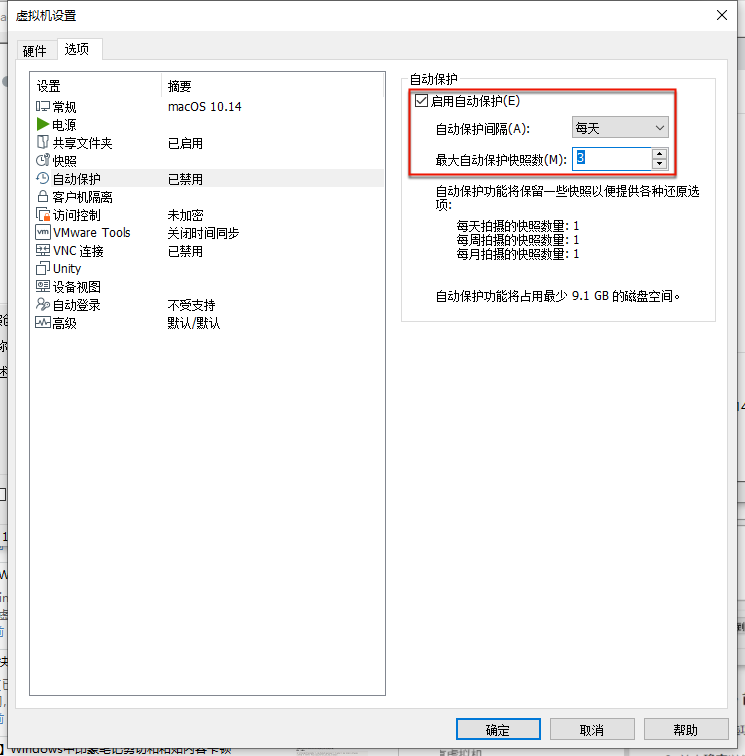 虚拟机设置
硬件 选项
设置 摘要
常规 macOS 10.14
电源
共享文件夹 已启用
快照
自动保护 已禁用
客户机隔离
访问控制 未加密
VMware Tools 关闭时间同步
VNC 连接 已禁用
Unity
设备视图
自动登录 不受支持
高级 默认/默认
自动保护
启用自动保护(E)
自动保护间隔(A): 每天
最大自动保护快照数(M): 3
自动保护功能将保留一些快照以便提供各种还原选
项:
每天拍摄的快照数量: 1
每周拍摄的快照数量: 1
每月拍摄的快照数量: 1
自动保护功能将占用最少 9.1 GB 的磁盘空间。
确定 取消 帮助